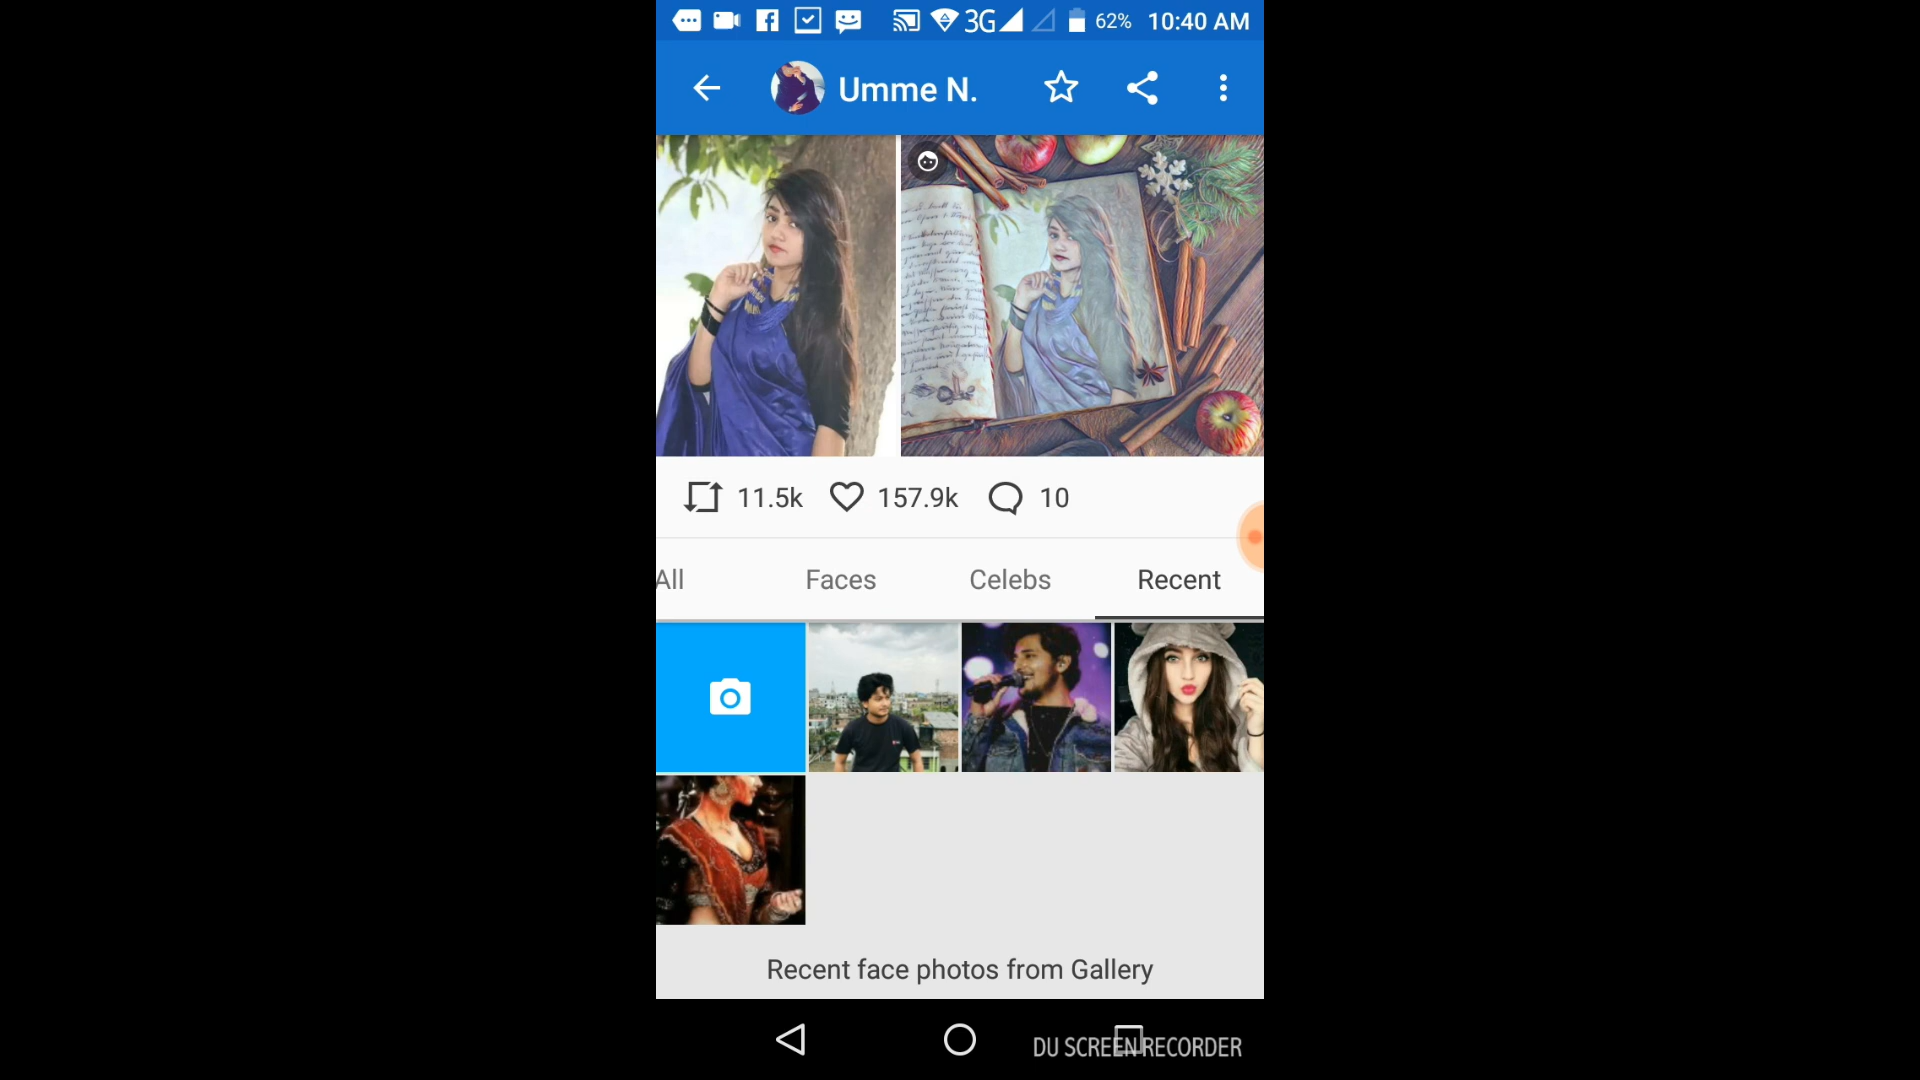 3G 62% 10:40 AM
Umme N.
11.5k 157.9k 10
All Faces Celebs Recent
Recent face photos from Gallery
DU SCREEN RECORDER